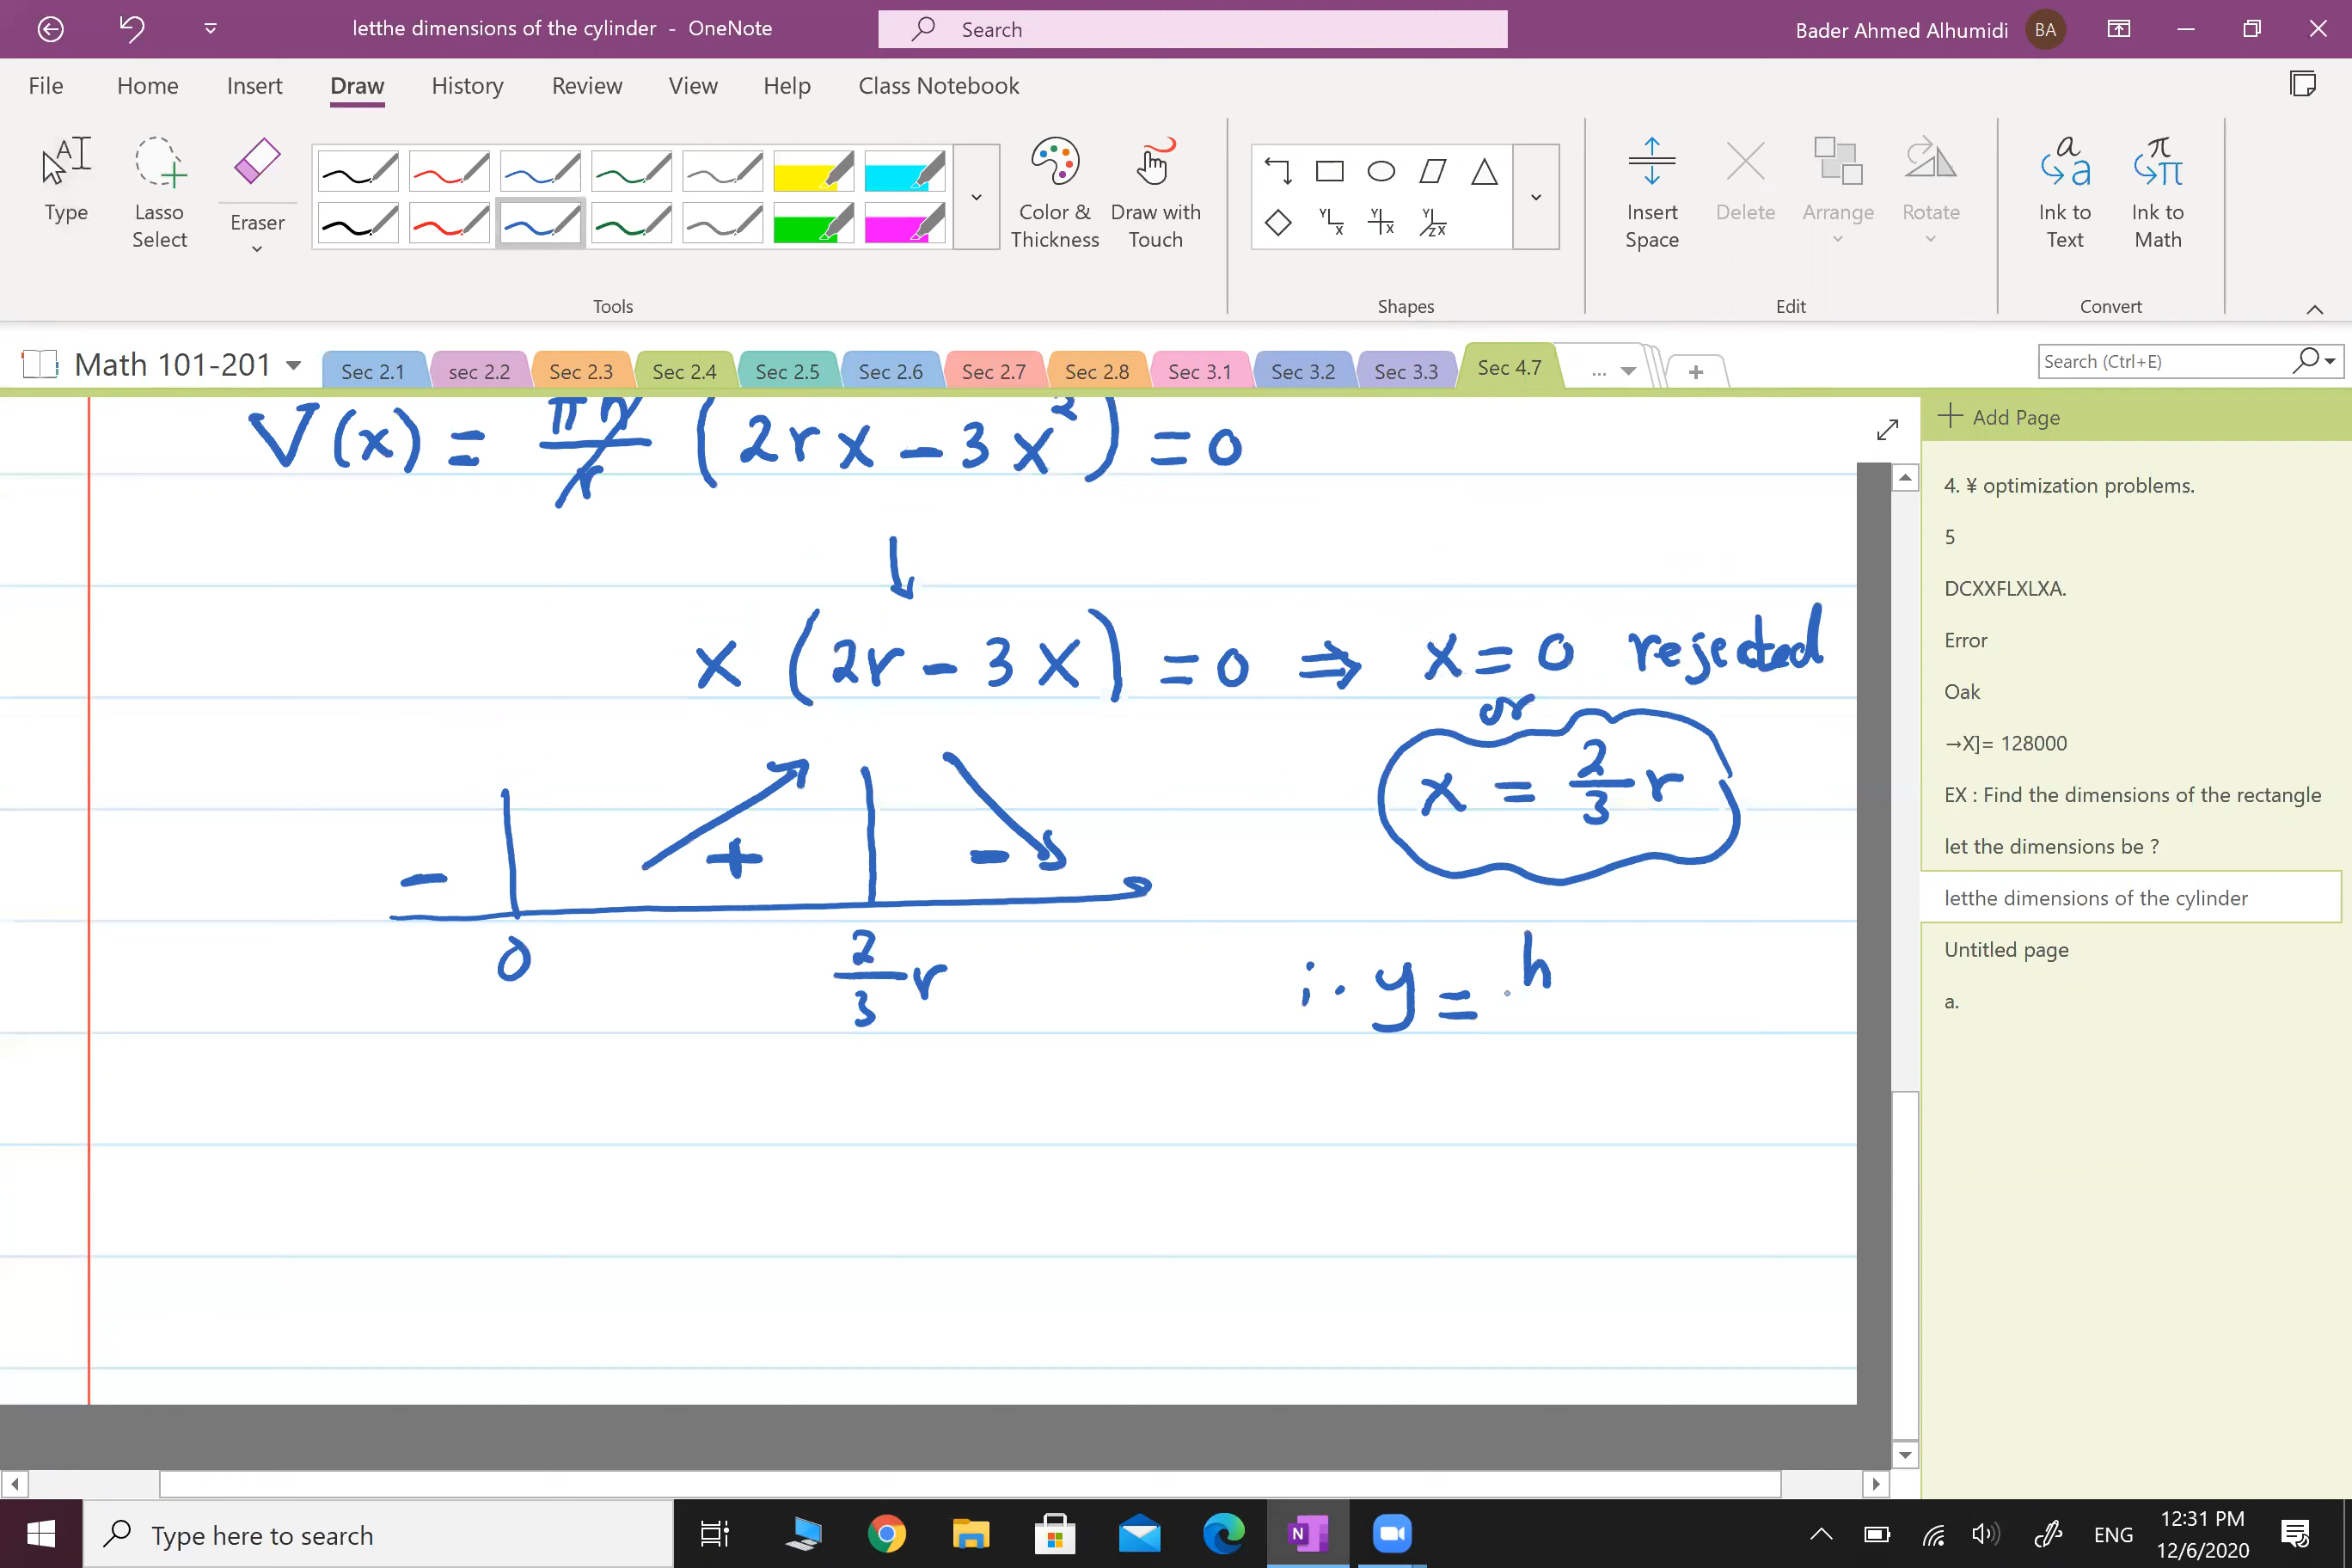 letthe dimensions of the cylinder - OneNote
Search
Bader Ahmed Alhumidi
BA
File Home Insert Draw History Review View Help Class Notebook
Type
Lasso Select
Eraser
Color & Thickness
Draw with Touch
Insert Space
Delete
Arrange
Rotate
Ink to Text
Ink to Math
Tools
Shapes
Edit
Convert
Math 101-201
Sec 2.1 sec 2.2 Sec 2.3 Sec 2.4 Sec 2.5 Sec 2.6 Sec 2.7 Sec 2.8 Sec 3.1 Sec 3.2 Sec 3.3 Sec 4.7 ... +
Search (Ctrl+E)
V(x) = πh/r (2rx - 3x²) = 0
↓
x (2r - 3x) = 0 ⇒ x = 0 rejected
or
x = 2/3 r
- + -
0 2/3 r
∴ y = h
Add Page
4. ¥ optimization problems.
5
DCXXFLXLXA.
Error
Oak
→X]= 128000
EX : Find the dimensions of the rectangle
let the dimensions be ?
letthe dimensions of the cylinder
Untitled page
a.
Type here to search
ENG
12:31 PM
12/6/2020